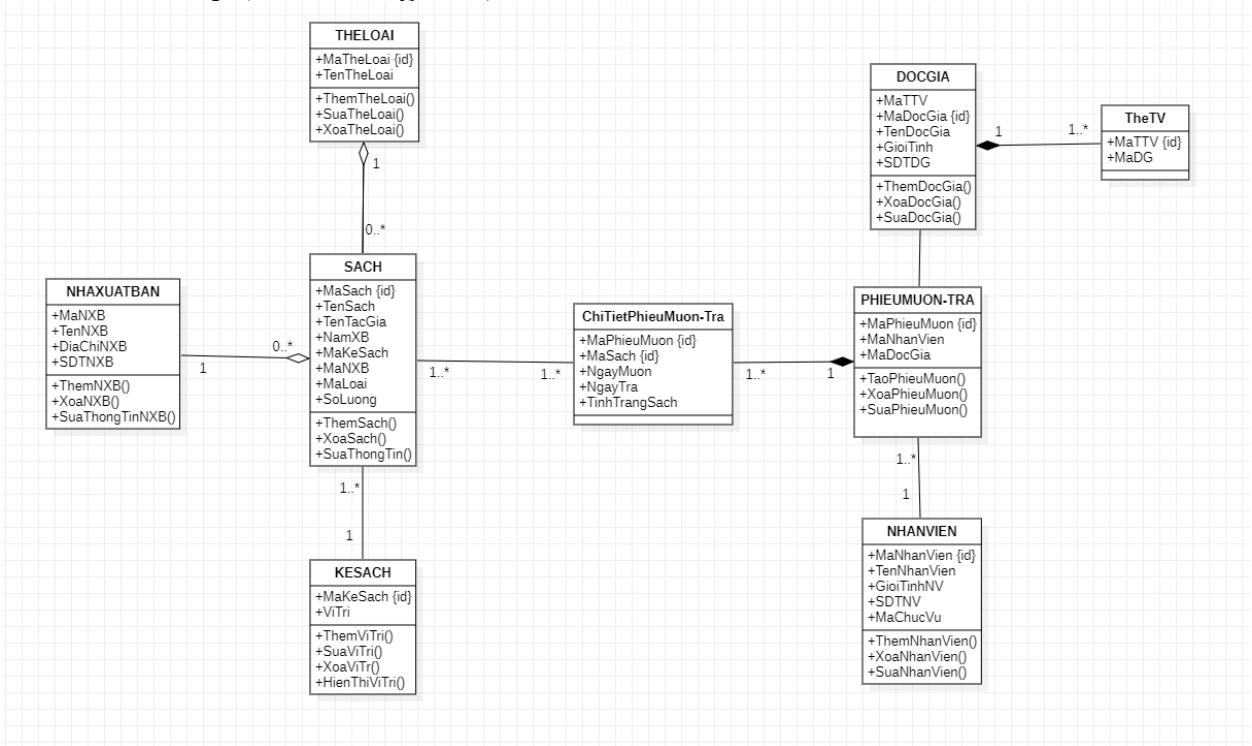 THELOAI
+MaTheLoai {id}
+TenTheLoai
+ThemTheLoai()
+SuaTheLoai()
+XoaTheLoai()
1
0..*
DOCGIA
+MaTTV
+MaDocGia {id}
+TenDocGia
+GioiTinh
+SDTDG
+ThemDocGia()
+XoaDocGia()
+SuaDocGia()
1
1..*
TheTV
+MaTTV {id}
+MaDG
NHAXUATBAN
+MaNXB
+TenNXB
+DiaChiNXB
+SDTNXB
+ThemNXB()
+XoaNXB()
+SuaThongTinNXB()
1
0..*
SACH
+MaSach {id}
+TenSach
+TenTacGia
+NamXB
+MaKeSach
+MaNXB
+MaLoai
+SoLuong
+ThemSach()
+XoaSach()
+SuaThongTin()
1..*
1..*
ChiTietPhieuMuon-Tra
+MaPhieuMuon {id}
+MaSach {id}
+NgayMuon
+NgayTra
+TinhTrangSach
1..*
1
PHIEUMUON-TRA
+MaPhieuMuon {id}
+MaNhanVien
+MaDocGia
+TaoPhieuMuon()
+XoaPhieuMuon()
+SuaPhieuMuon()
1..*
1
1..*
1
KESACH
+MaKeSach {id}
+ViTri
+ThemViTri()
+SuaViTri()
+XoaViTr()
+HienThiViTri()
NHANVIEN
+MaNhanVien {id}
+TenNhanVien
+GioiTinhNV
+SDTNV
+MaChucVu
+ThemNhanVien()
+XoaNhanVien()
+SuaNhanVien()